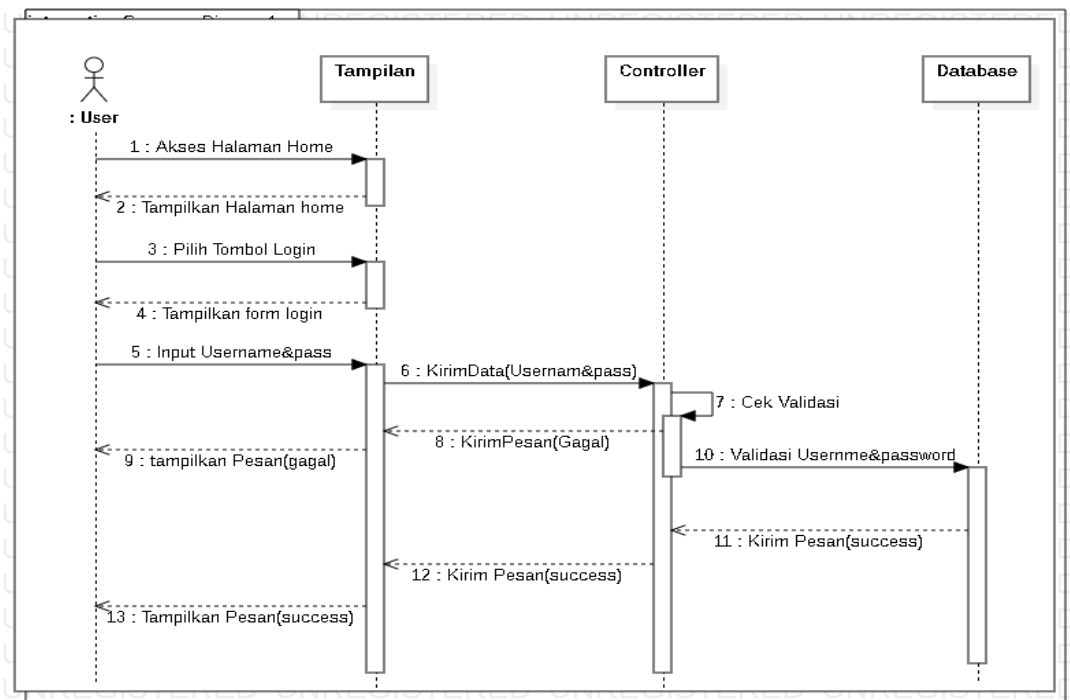 Tampilan
Controller
Database
: User
1 : Akses Halaman Home
2 : Tampilkan Halaman home
3 : Pilih Tombol Login
4 : Tampilkan form login
5 : Input Username&pass
6 : KirimData(Usernam&pass)
7 : Cek Validasi
8 : KirimPesan(Gagal)
9 : tampilkan Pesan(gagal)
10 : Validasi Usernme&password
11 : Kirim Pesan(success)
12 : Kirim Pesan(success)
13 : Tampilkan Pesan(success)